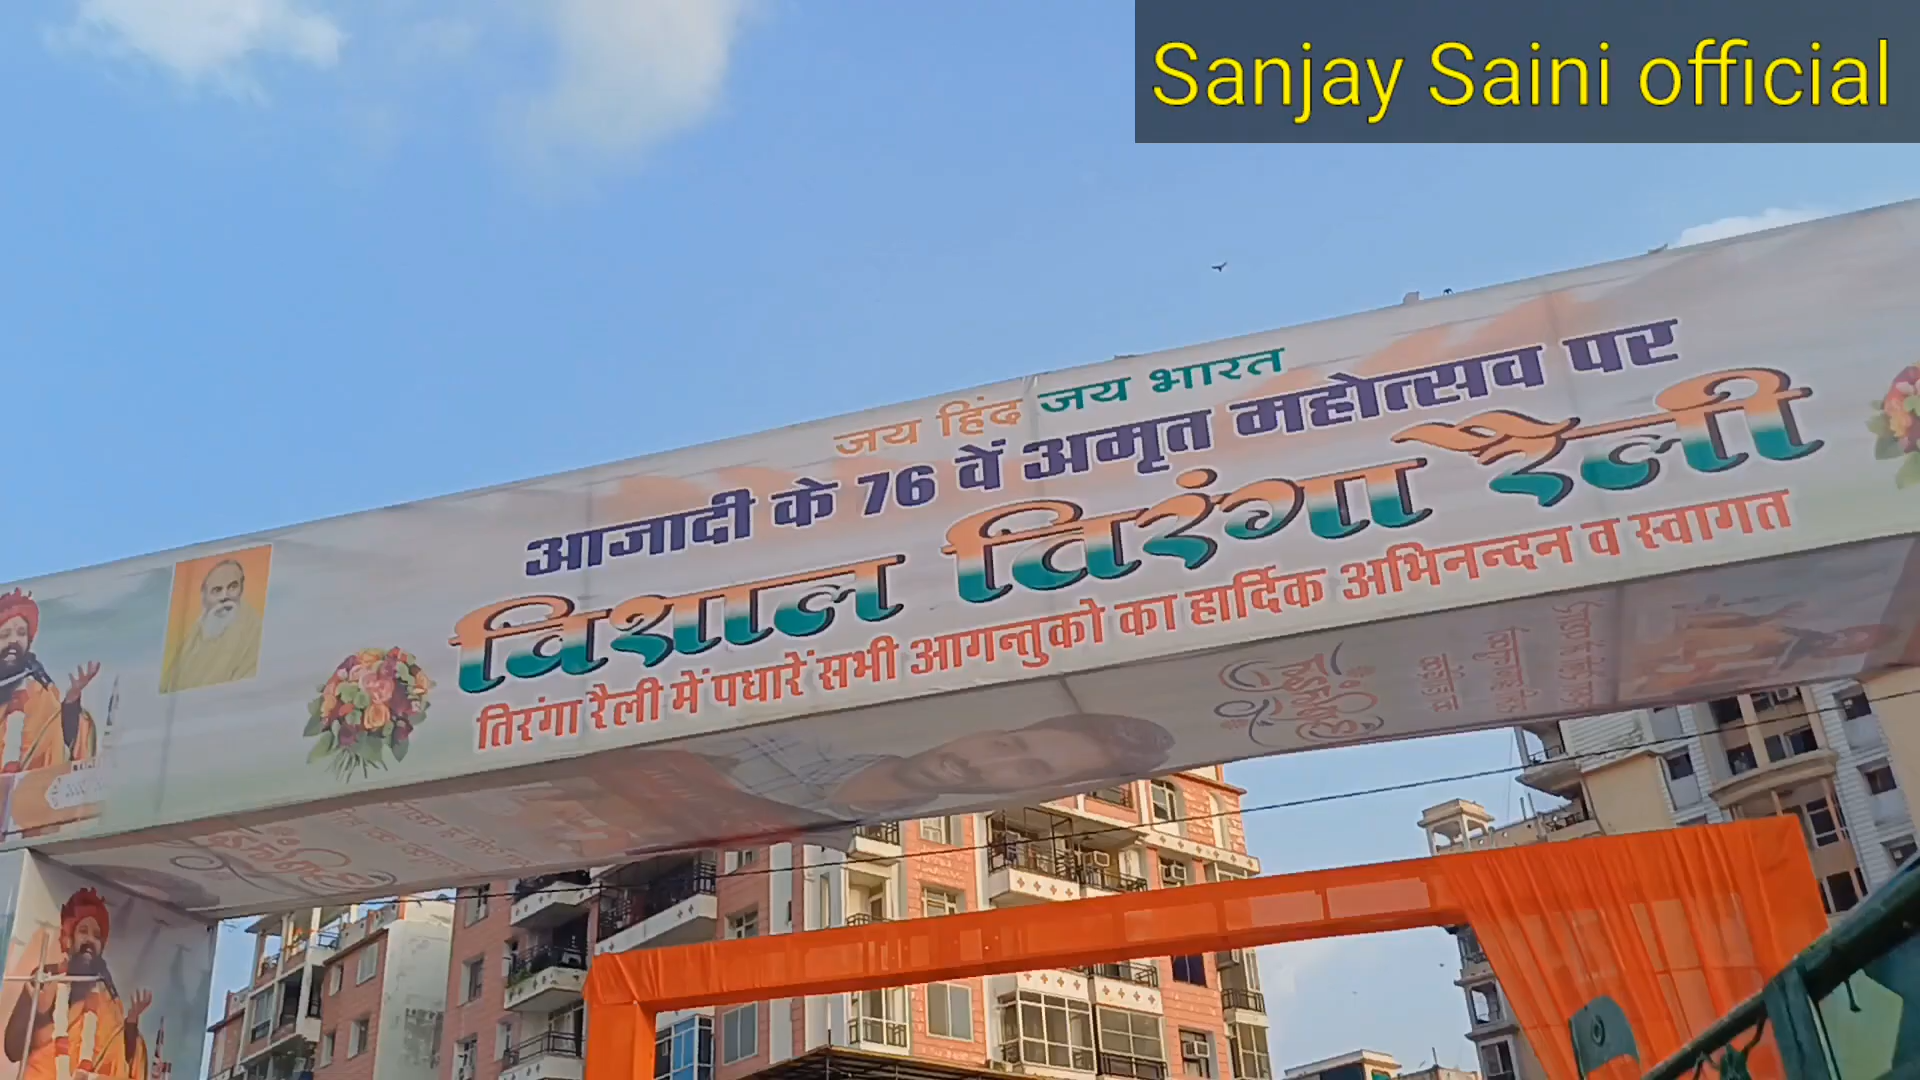 Sanjay Saini official
जय हिंद जय भारत
आजादी के 76 वें अमृत महोत्सव पर
विशाल तिरंगा रैली
तिरंगा रैली में पधारें सभी आगन्तुको का हार्दिक अभिनन्दन व स्वागत